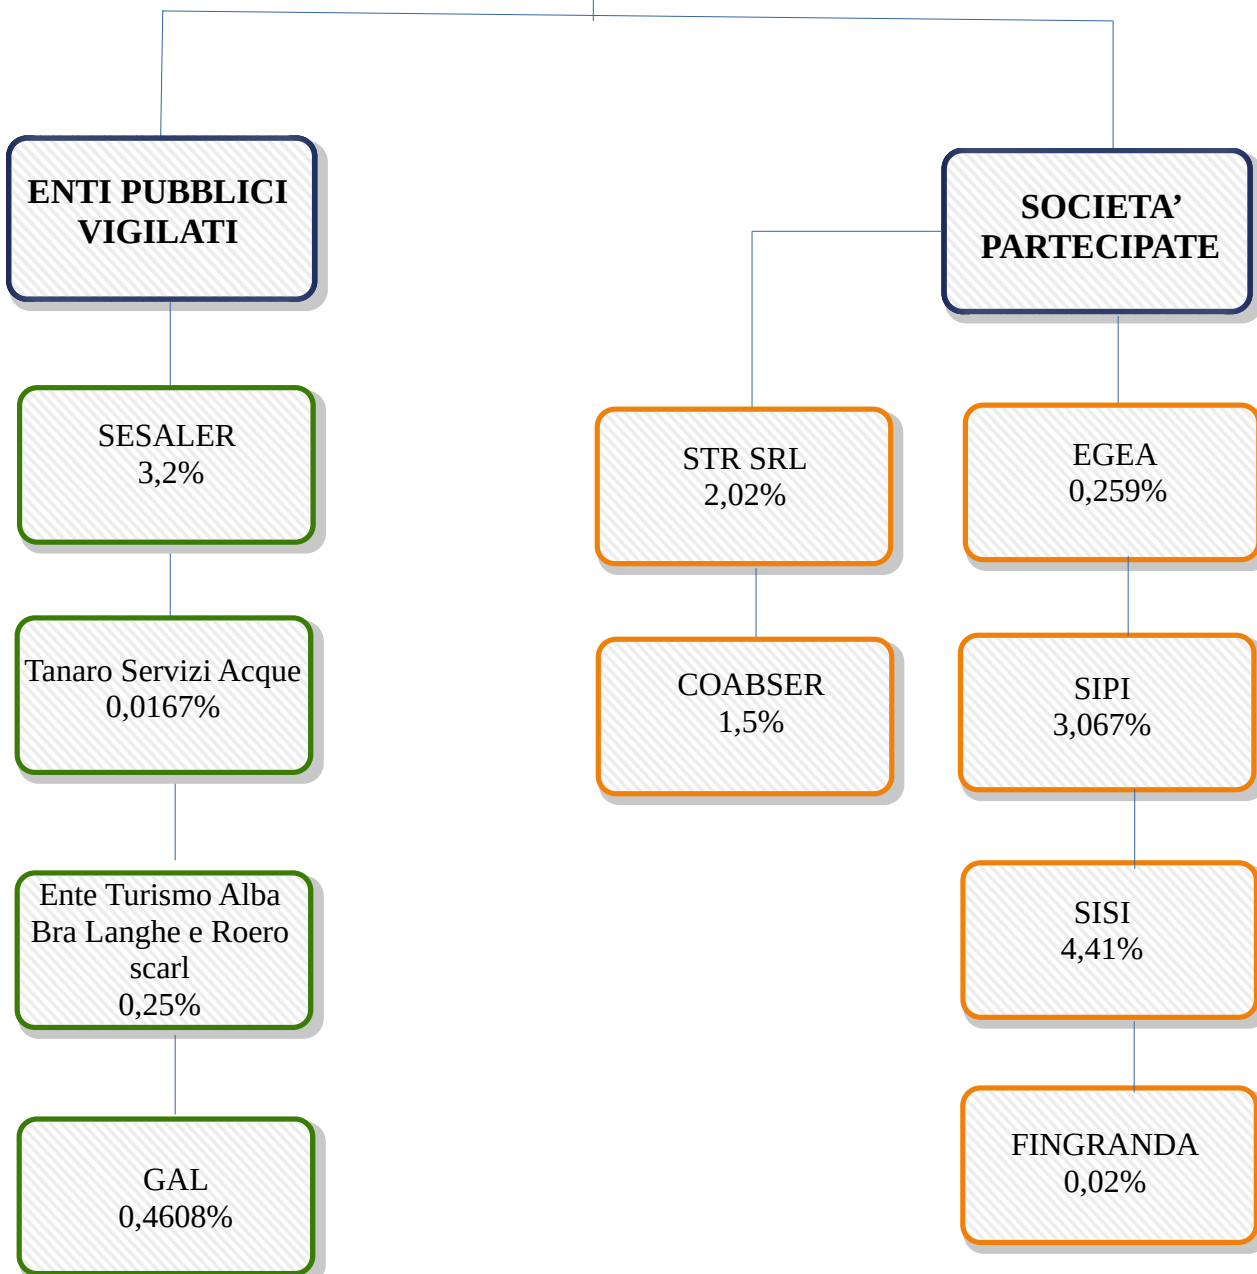 ENTI PUBBLICI
VIGILATI
SESALER
3,2%
Tanaro Servizi Acque
0,0167%
Ente Turismo Alba
Bra Langhe e Roero
scarl
0,25%
GAL
0,4608%
SOCIETA’
PARTECIPATE
STR SRL
2,02%
COABSER
1,5%
EGEA
0,259%
SIPI
3,067%
SISI
4,41%
FINGRANDA
0,02%